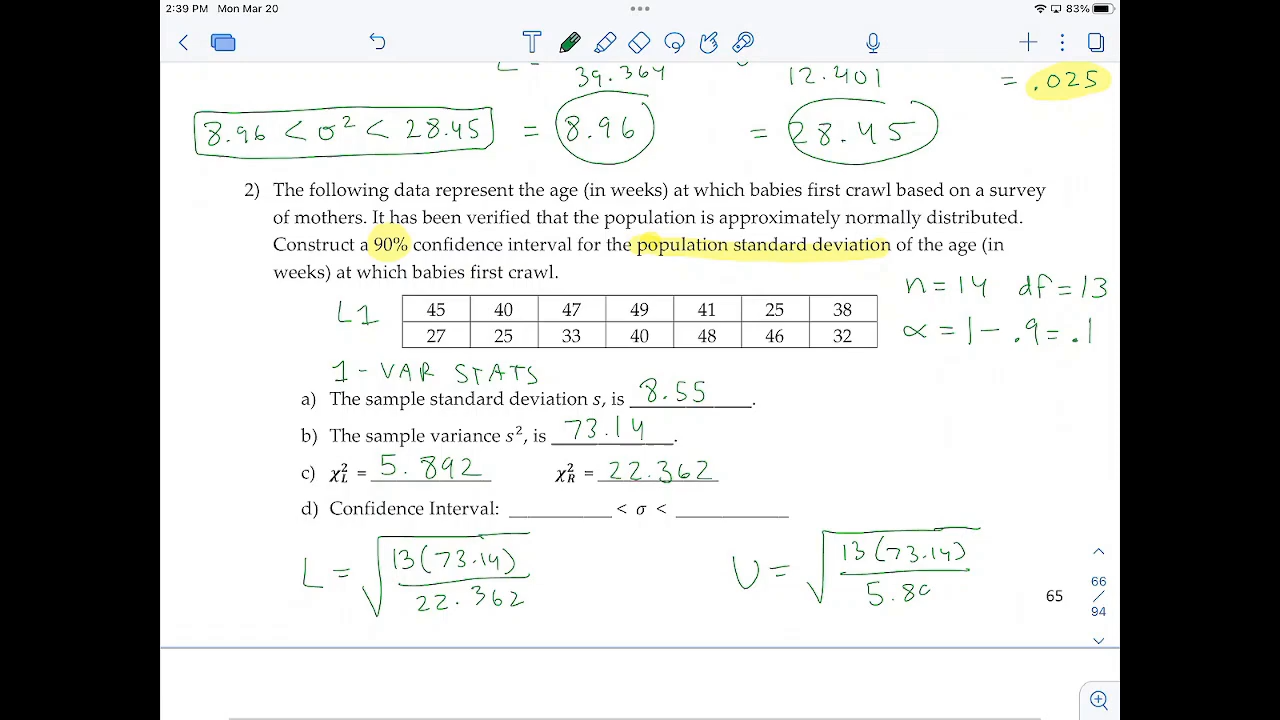 2:39 PM Mon Mar 20
83%
T
39.364
12.401
= .025
8.96 < σ² < 28.45 = 8.96 = 28.45
2) The following data represent the age (in weeks) at which babies first crawl based on a survey
of mothers. It has been verified that the population is approximately normally distributed.
Construct a 90% confidence interval for the population standard deviation of the age (in
weeks) at which babies first crawl.
n = 14 df = 13
L1
45 40 47 49 41 25 38
27 25 33 40 48 46 32
α = 1 - .9 = .1
1-VAR STATS
a) The sample standard deviation s, is 8.55.
b) The sample variance s², is 73.14.
c) χ²L = 5.892 χ²R = 22.362
d) Confidence Interval: ____________ < σ < _____________
L = √13(73.14)
22.362
U = √13(73.14)
5.89
65
66
/
94